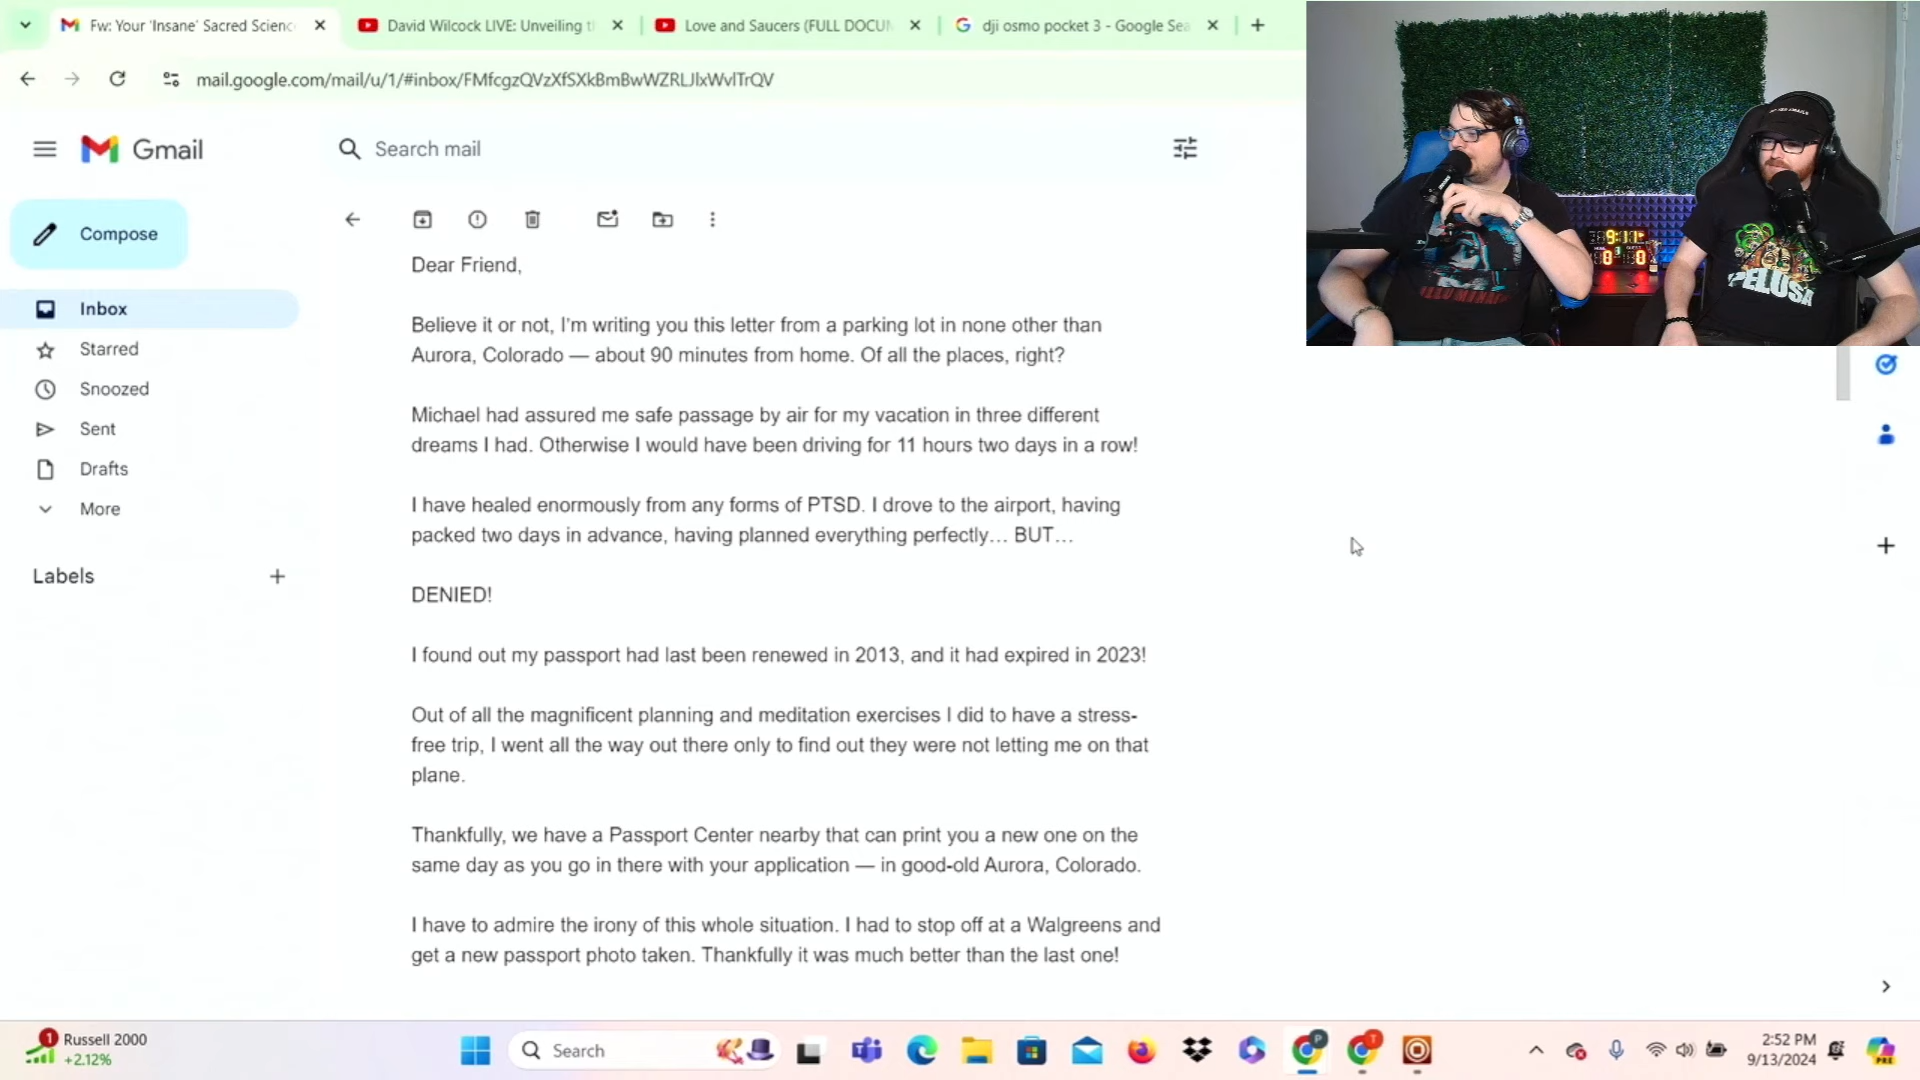 Fw: Your 'Insane' Sacred Scienc
David Wilcock LIVE: Unveiling t
Love and Saucers (FULL DOCUM
dji osmo pocket 3 - Google Sea
mail.google.com/mail/u/1/#inbox/FMfcgzQVzXfSXkBmBwWZRLJlxWvlTrQV
Gmail
Search mail
Compose
Inbox
Starred
Snoozed
Sent
Drafts
More
Labels
Dear Friend,
Believe it or not, I'm writing you this letter from a parking lot in none other than
Aurora, Colorado — about 90 minutes from home. Of all the places, right?
Michael had assured me safe passage by air for my vacation in three different
dreams I had. Otherwise I would have been driving for 11 hours two days in a row!
I have healed enormously from any forms of PTSD. I drove to the airport, having
packed two days in advance, having planned everything perfectly… BUT…
DENIED!
I found out my passport had last been renewed in 2013, and it had expired in 2023!
Out of all the magnificent planning and meditation exercises I did to have a stress-
free trip, I went all the way out there only to find out they were not letting me on that
plane.
Thankfully, we have a Passport Center nearby that can print you a new one on the
same day as you go in there with your application — in good-old Aurora, Colorado.
I have to admire the irony of this whole situation. I had to stop off at a Walgreens and
get a new passport photo taken. Thankfully it was much better than the last one!
9:11
8 0
PELUSA
1
Russell 2000
+2.12%
Search
P
T
2:52 PM
9/13/2024
PRE